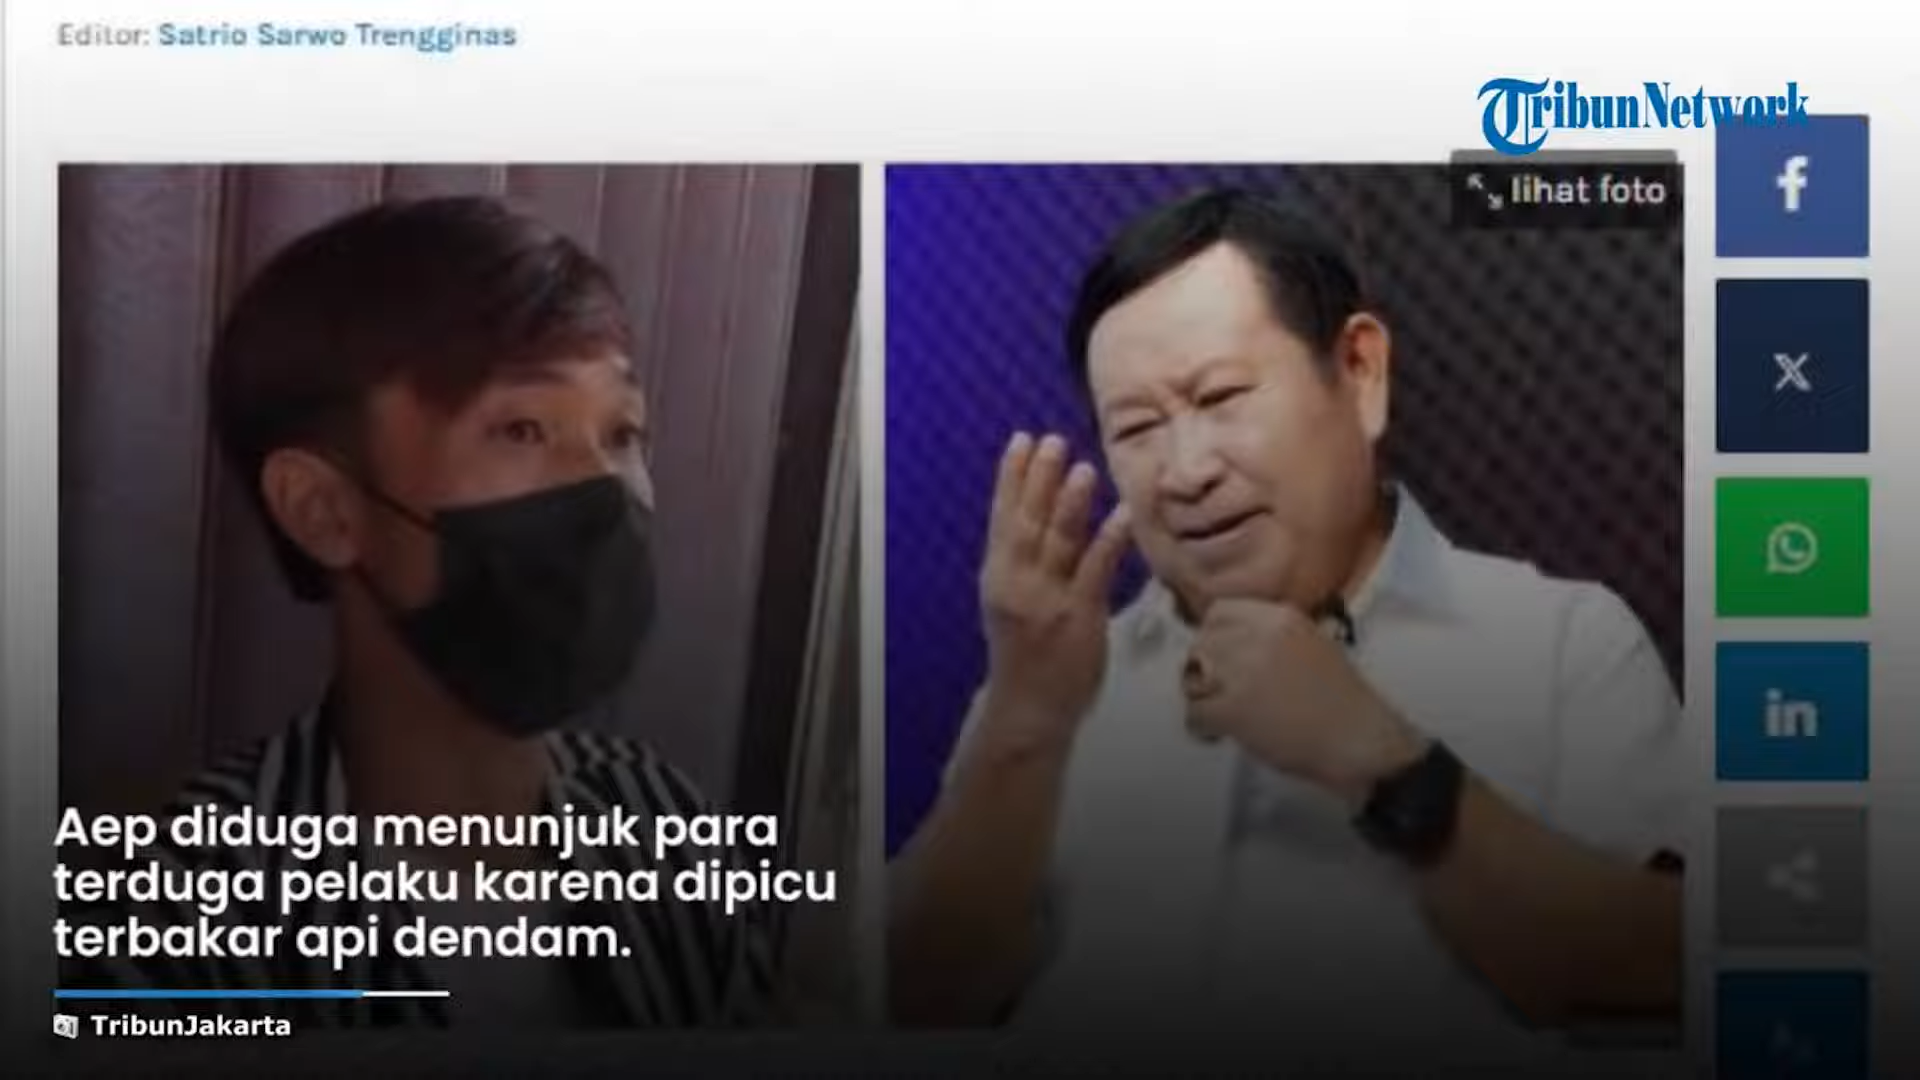 Editor: Satrio Sarwo Trengginas
TribunNetwork
lihat foto
Aep diduga menunjuk para
terduga pelaku karena dipicu
terbakar api dendam.
TribunJakarta